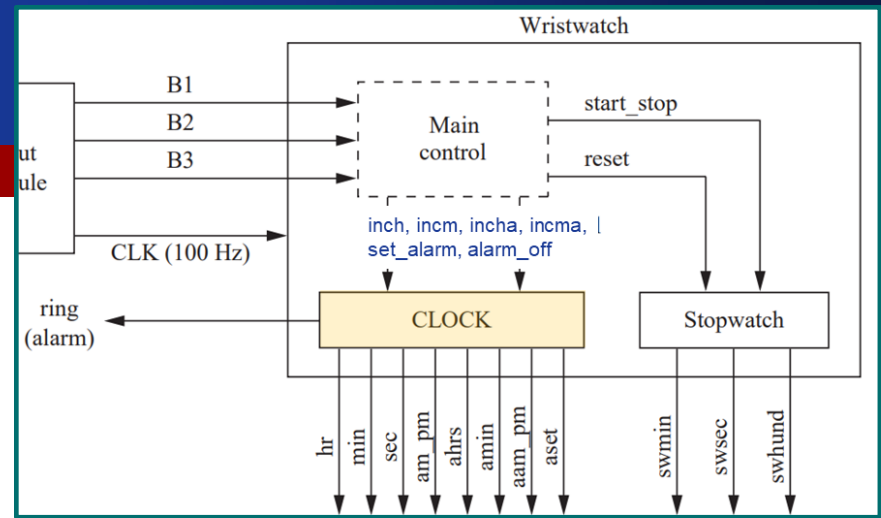 Wristwatch
B1
B2
B3
ut
ule
Main
control
start_stop
reset
inch, incm, incha, incma,
set_alarm, alarm_off
CLK (100 Hz)
ring
(alarm)
CLOCK
Stopwatch
hr
min
sec
am_pm
ahrs
amin
aam_pm
aset
swmin
swsec
swhund